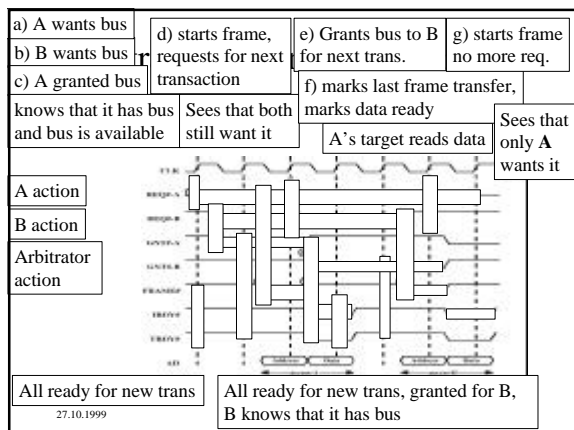 a) A wants bus
b) B wants bus
c) A granted bus
knows that it has bus
and bus is available
d) starts frame,
requests for next
transaction
Sees that both
still want it
e) Grants bus to B
for next trans.
f) marks last frame transfer,
marks data ready
A's target reads data
g) starts frame
no more req.
Sees that
only A
wants it
A action
B action
Arbitrator
action
CLK
REQ#-A
REQ#-B
GNT#-A
GNT#-B
FRAME#
IRDY#
TRDY#
AD
Address
Data
Address
Data
All ready for new trans
All ready for new trans, granted for B,
B knows that it has bus
27.10.1999